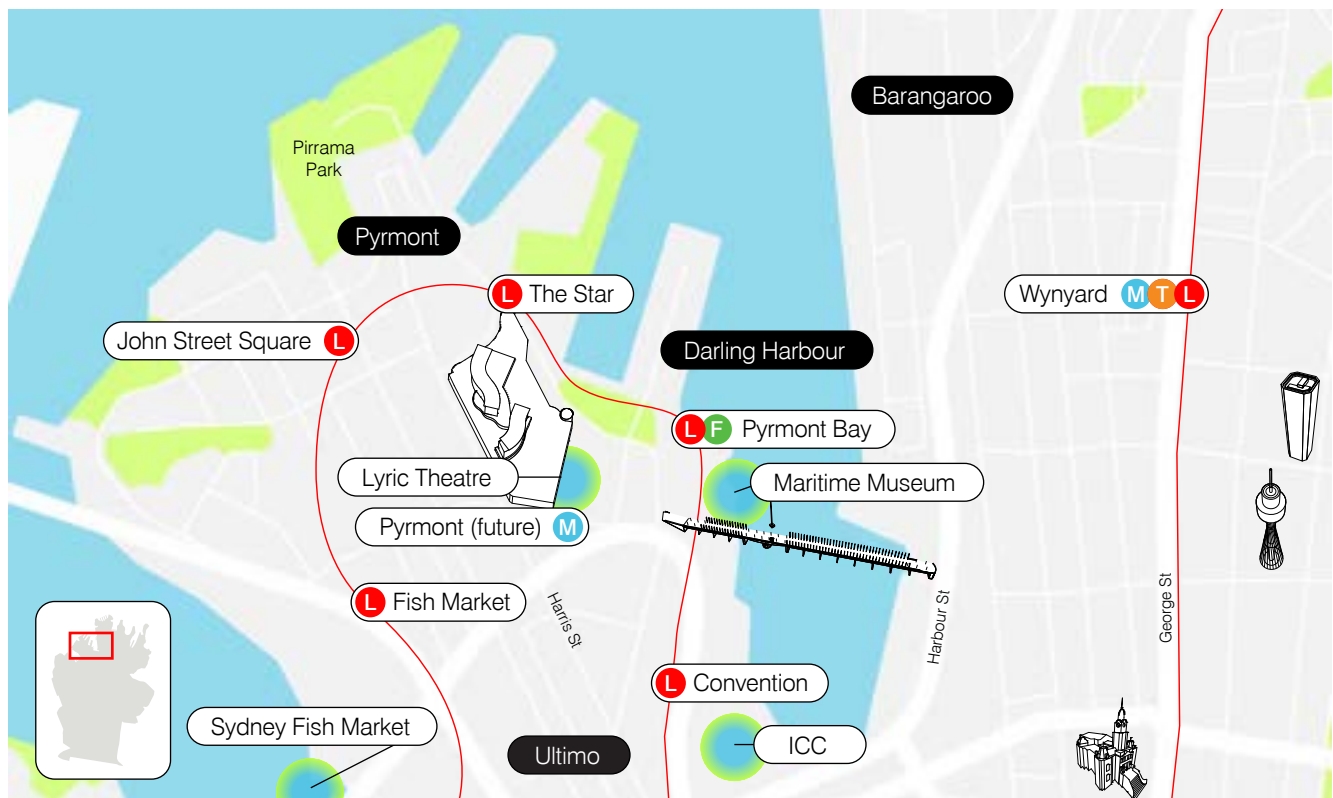 Barangaroo
Pirrama
Park
Pyrmont
L The Star
Wynyard M T L
John Street Square L
Darling Harbour
L F Pyrmont Bay
Lyric Theatre
Maritime Museum
Pyrmont (future) M
L Fish Market
Harris St
Harbour St
George St
L Convention
Sydney Fish Market
Ultimo
ICC